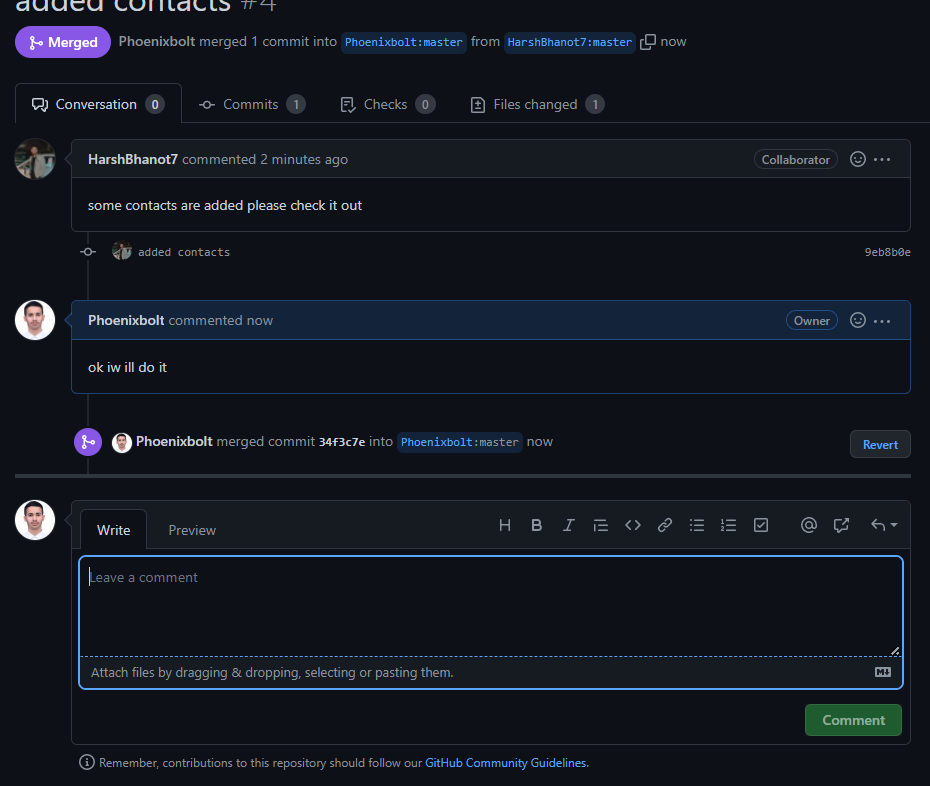 added contacts #4
Merged Phoenixbolt merged 1 commit into Phoenixbolt:master from HarshBhanot7:master now
Conversation 0 Commits 1 Checks 0 Files changed 1
HarshBhanot7 commented 2 minutes ago Collaborator
some contacts are added please check it out
added contacts 9eb8b0e
Phoenixbolt commented now Owner
ok iw ill do it
Phoenixbolt merged commit 34f3c7e into Phoenixbolt:master now Revert
Write Preview
Leave a comment
Attach files by dragging & dropping, selecting or pasting them.
Comment
Remember, contributions to this repository should follow our GitHub Community Guidelines.